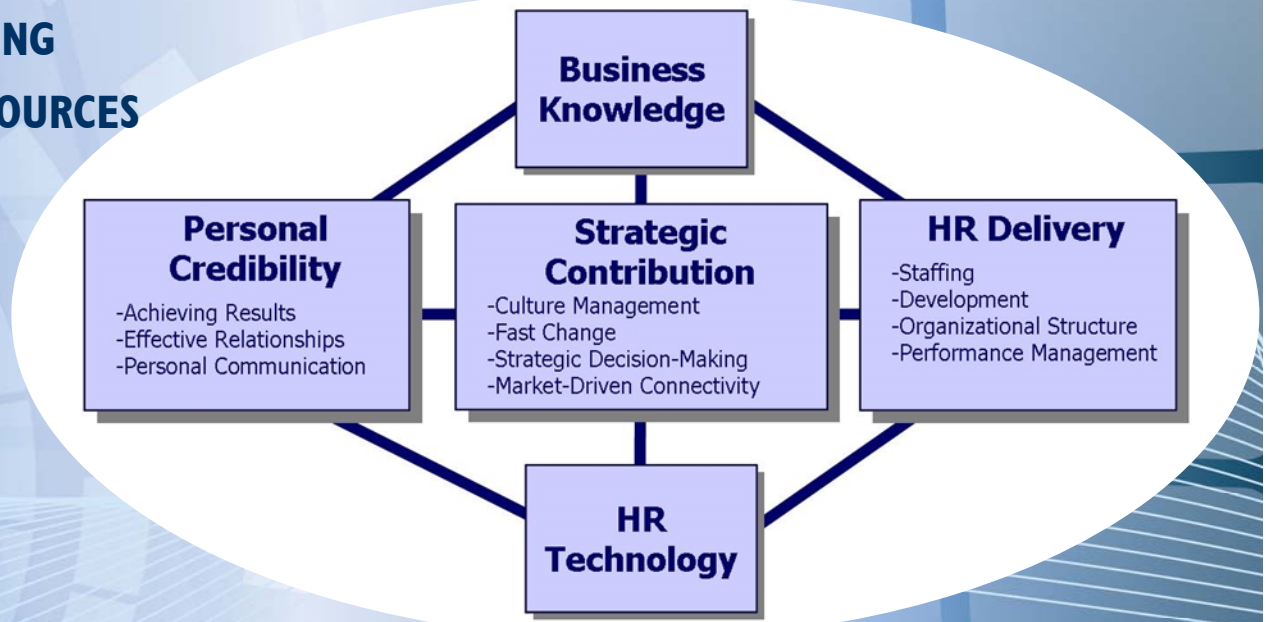 NG
OURCES
Business
Knowledge
Personal
Credibility
-Achieving Results
-Effective Relationships
-Personal Communication
Strategic
Contribution
-Culture Management
-Fast Change
-Strategic Decision-Making
-Market-Driven Connectivity
HR Delivery
-Staffing
-Development
-Organizational Structure
-Performance Management
HR
Technology